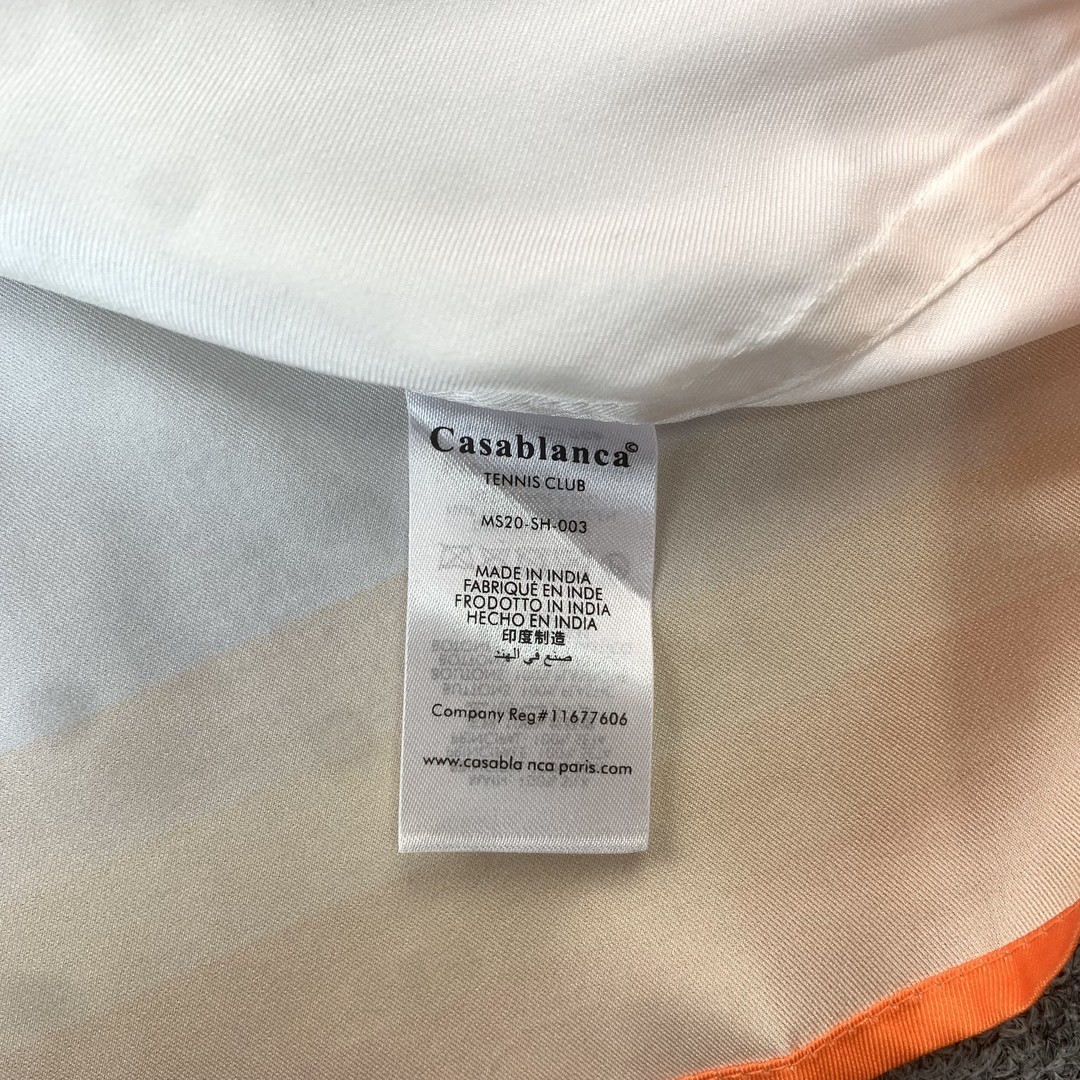 Casablanca©
TENNIS CLUB
MS20-SH-003
MADE IN INDIA
FABRIQUÉ EN INDE
FRODOTTO IN INDIA
HECHO EN INDIA
印度制造
صنع في الهند
Company Reg#11677606
www.casabla nca paris.com